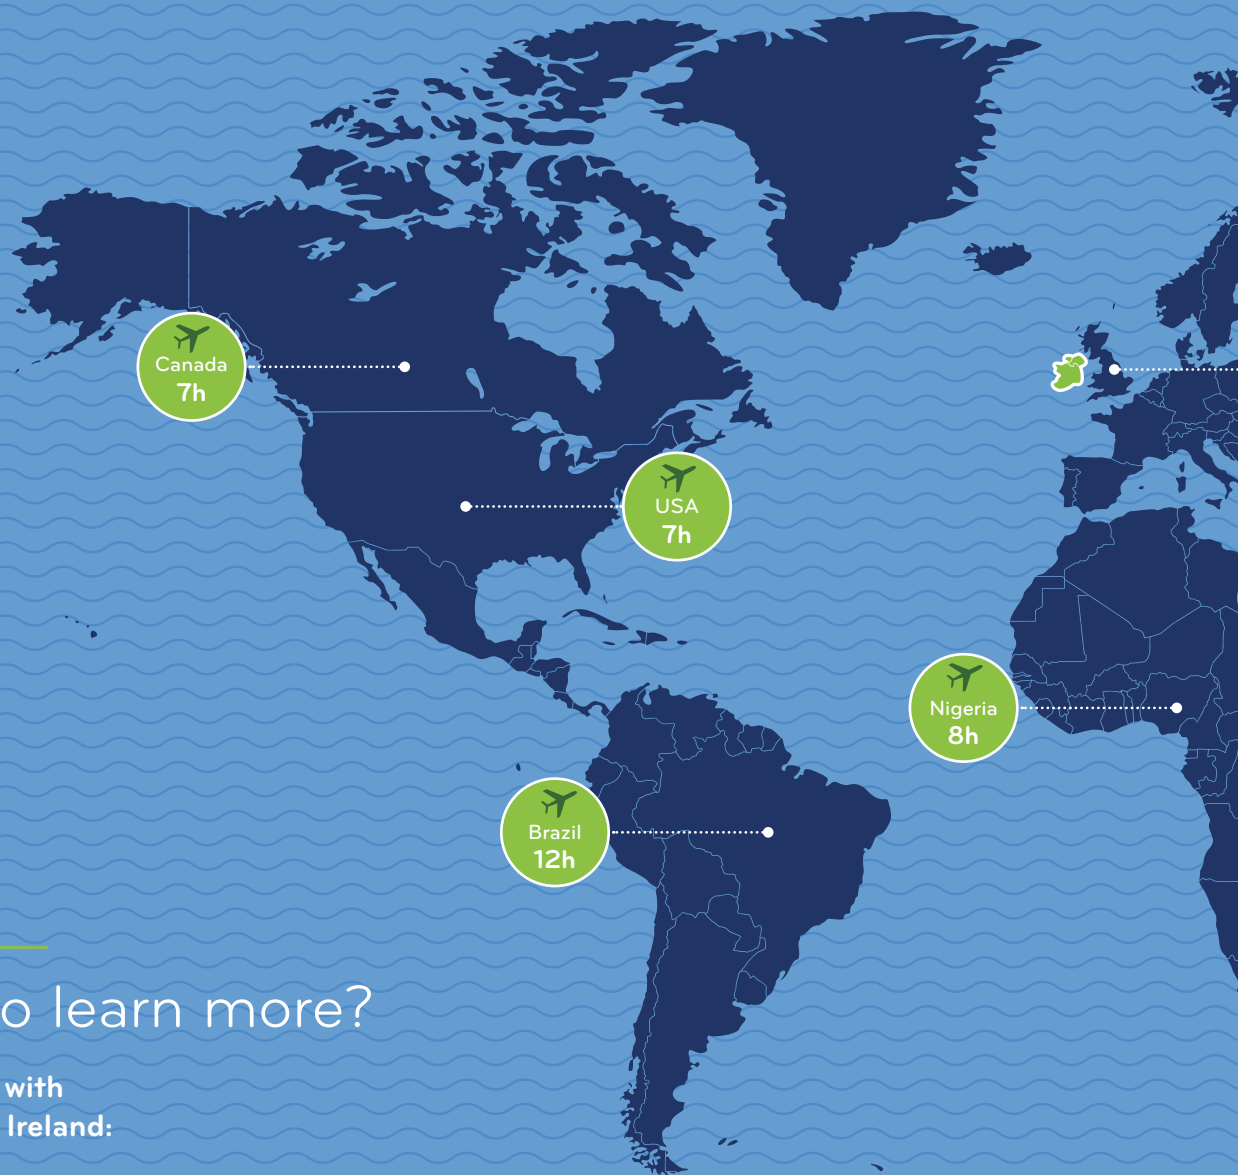 Canada
7h
USA
7h
Nigeria
8h
Brazil
12h
o learn more?
with
Ireland: